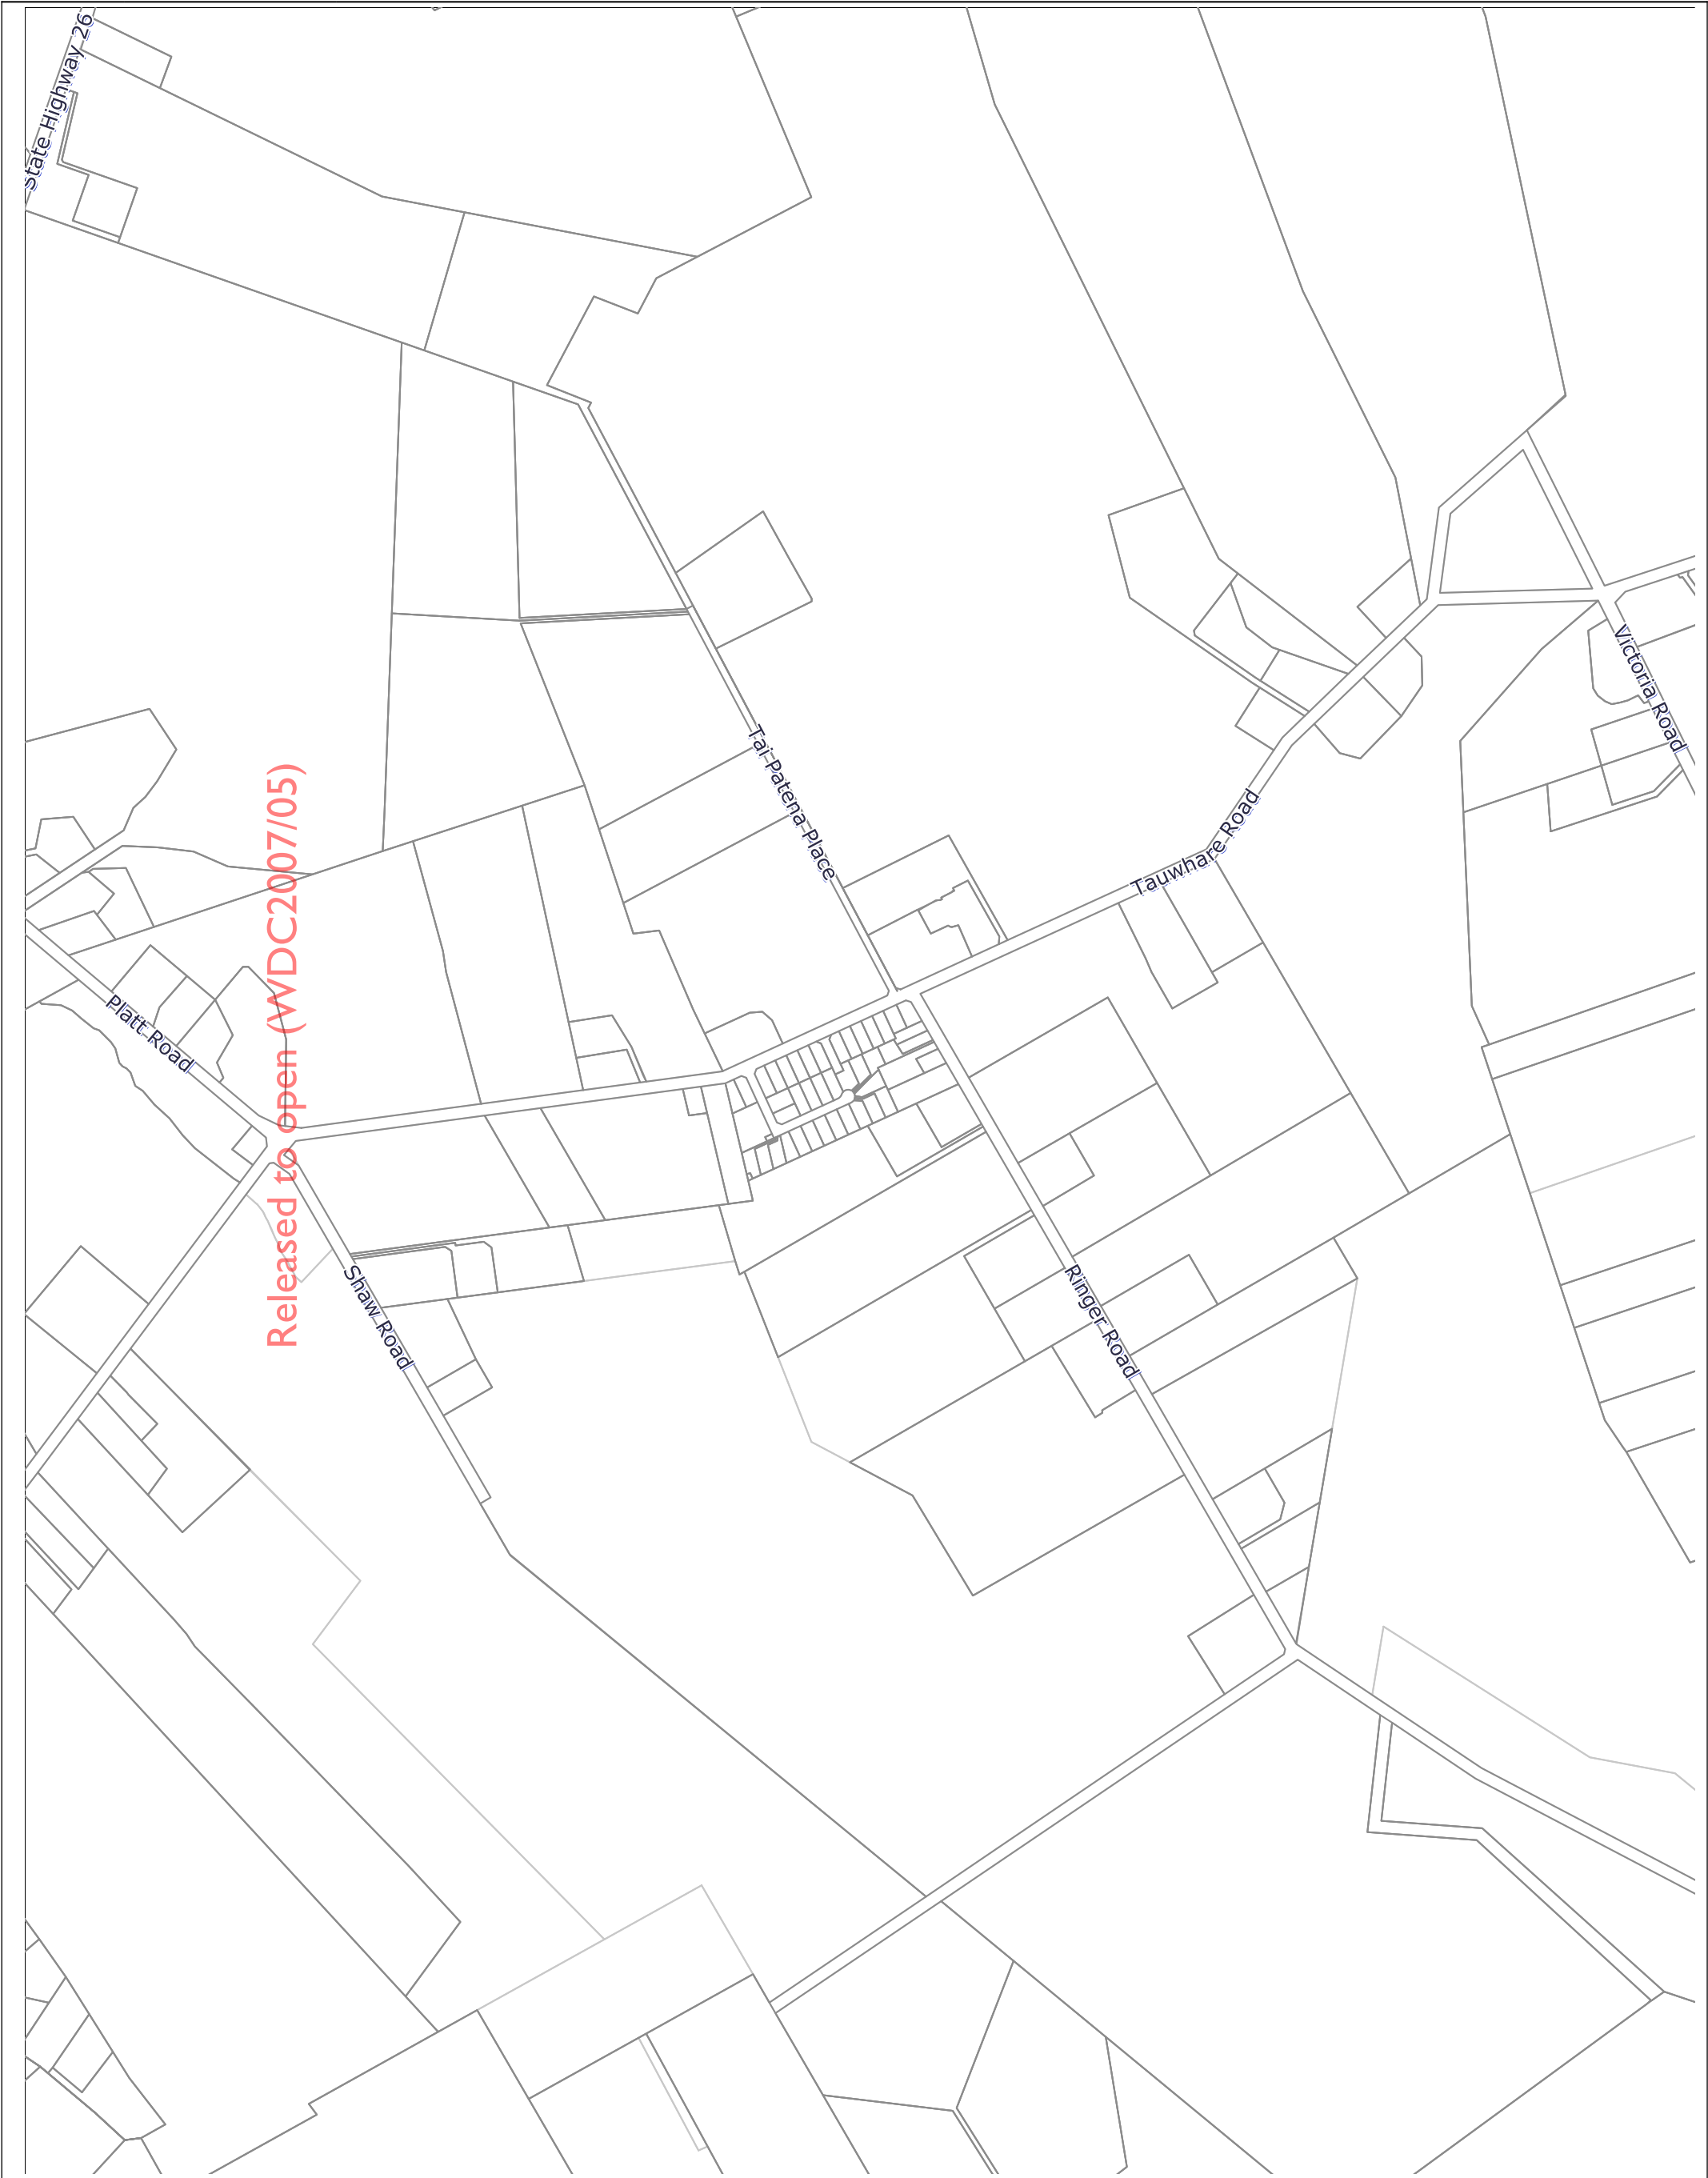 State Highway 26
Victoria Road
Tai Patena Place
Tauwhare Road
Released to open (WDC2007/05)
Platt Road
Shaw Road
Ringer Road